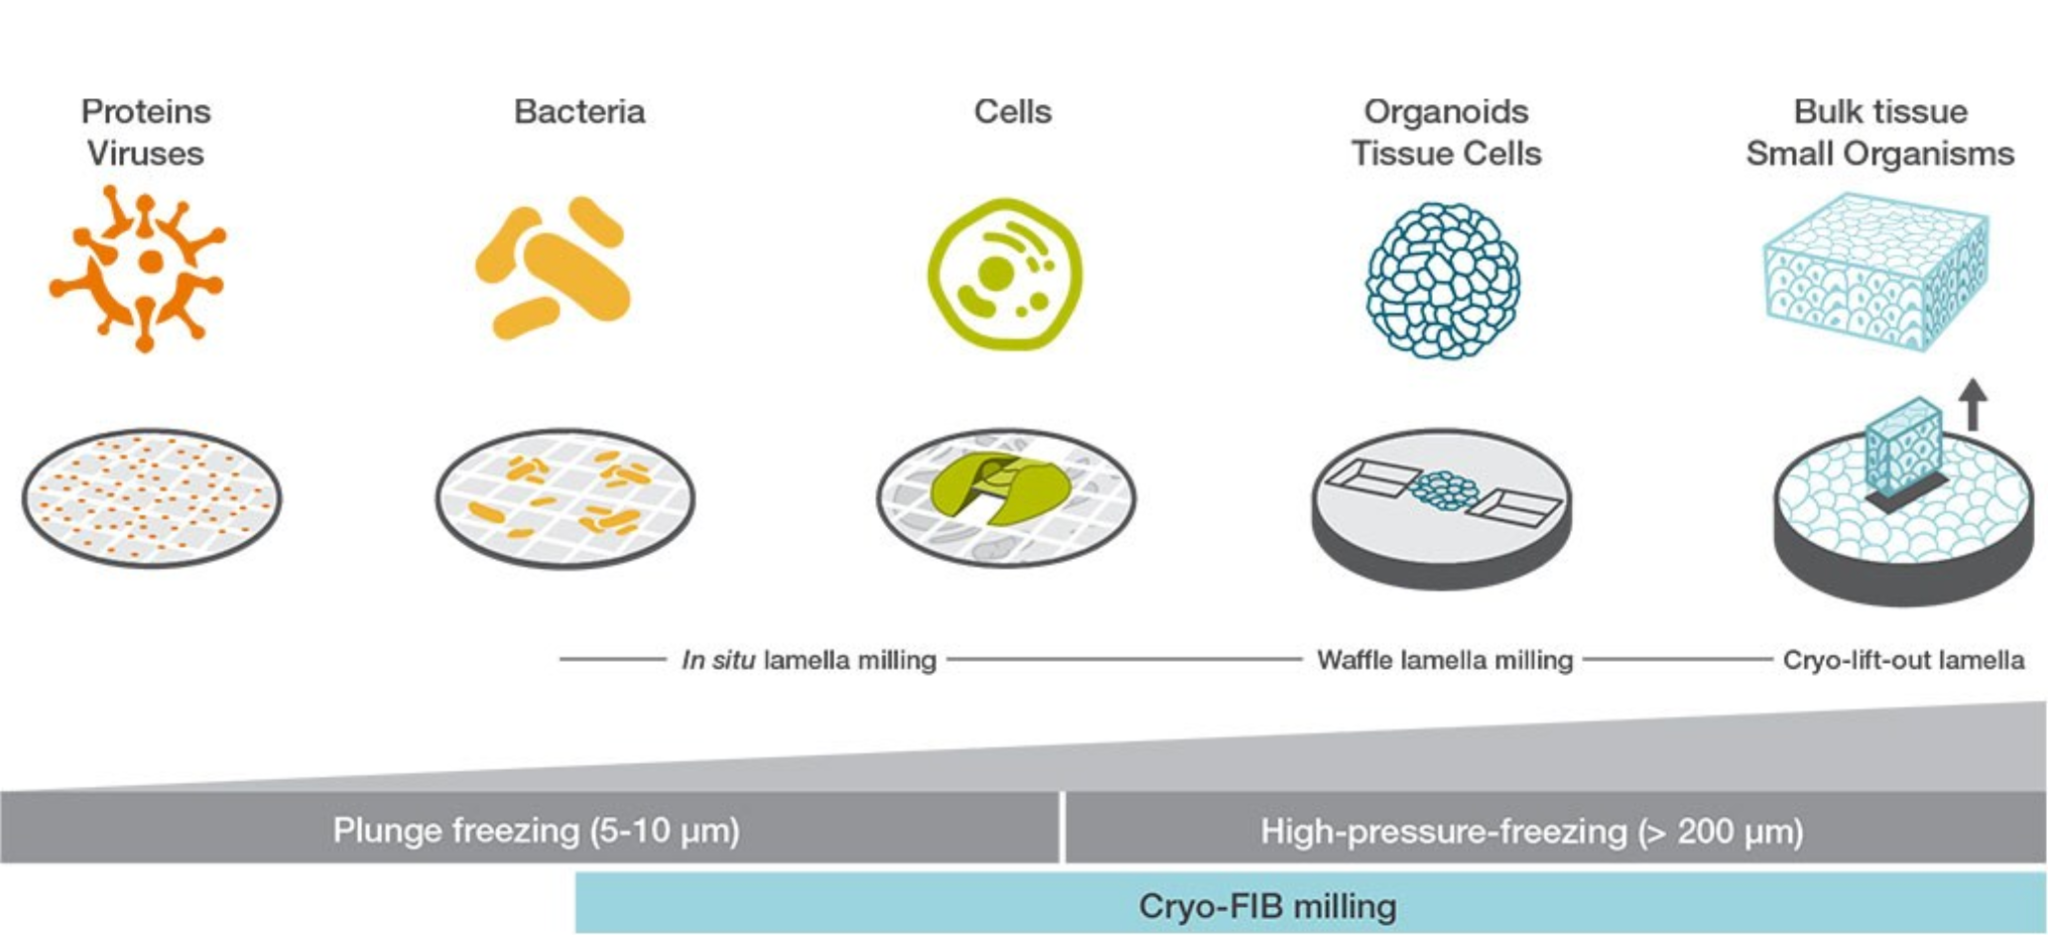 Proteins
Viruses
Bacteria
Cells
Organoids
Tissue Cells
Bulk tissue
Small Organisms
In situ lamella milling
Waffle lamella milling
Cryo-lift-out lamella
Plunge freezing (5-10 µm)
High-pressure-freezing (> 200 µm)
Cryo-FIB milling